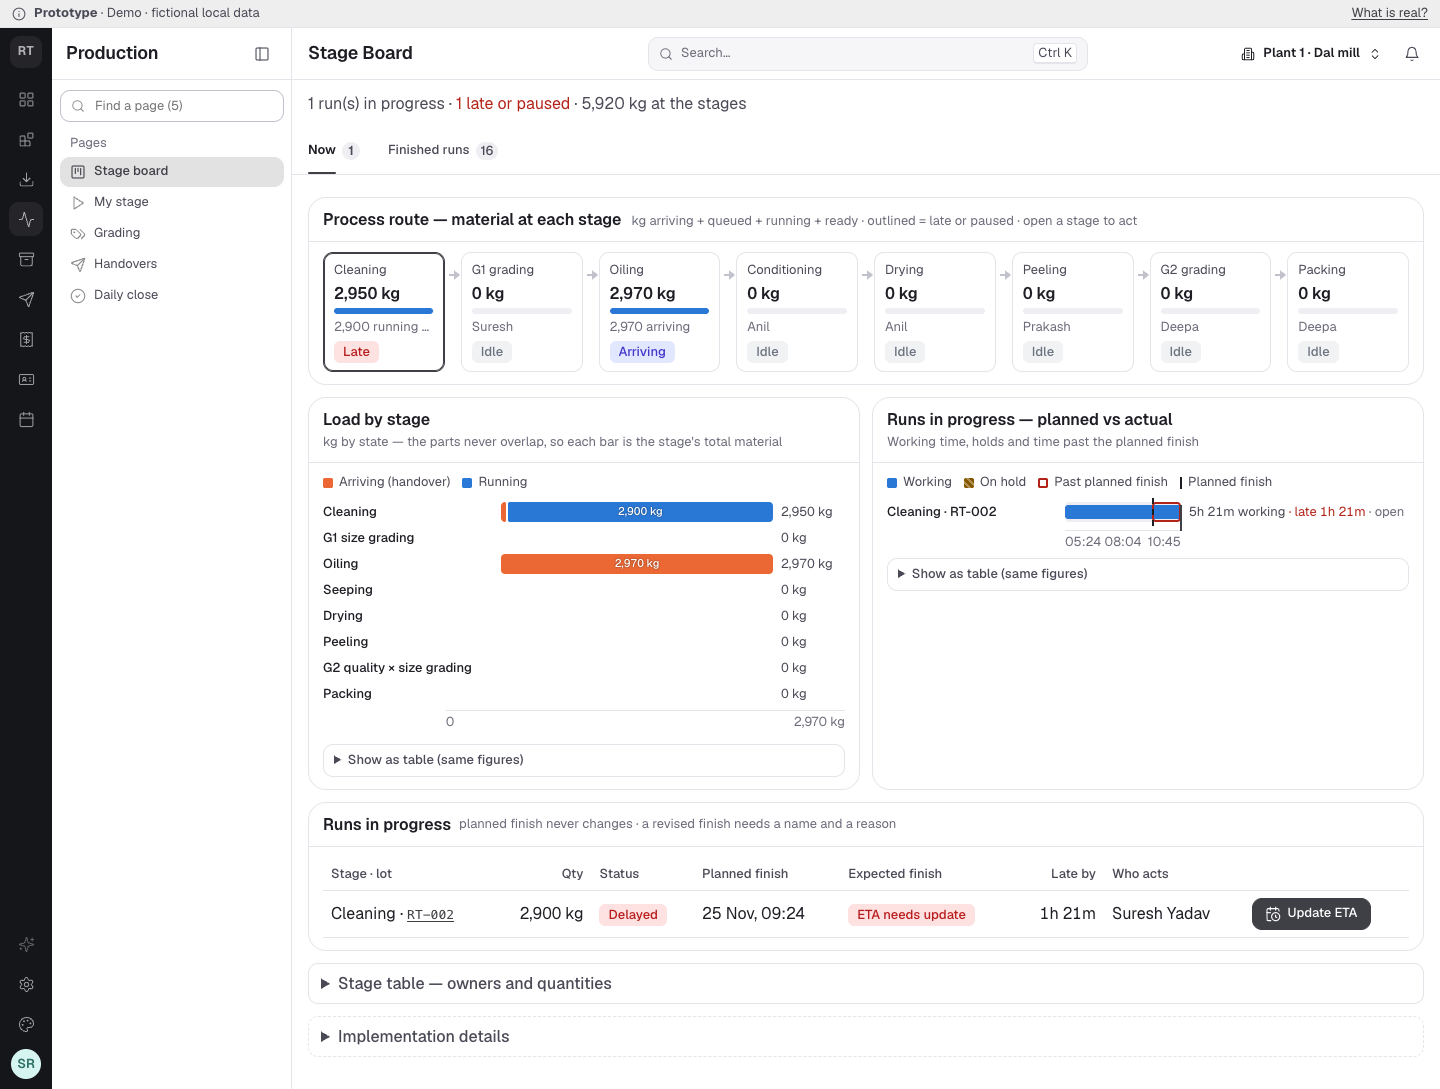 Prototype · Demo · fictional local data
What is real?
RT
Production
Stage Board
Search...
Ctrl K
Plant 1 · Dal mill
Find a page (5)
Pages
Stage board
My stage
Grading
Handovers
Daily close
SR
1 run(s) in progress · 1 late or paused · 5,920 kg at the stages
Now 1
Finished runs 16
Process route — material at each stage
kg arriving + queued + running + ready · outlined = late or paused · open a stage to act
Cleaning
2,950 kg
2,900 running ...
Late
G1 grading
0 kg
Suresh
Idle
Oiling
2,970 kg
2,970 arriving
Arriving
Conditioning
0 kg
Anil
Idle
Drying
0 kg
Anil
Idle
Peeling
0 kg
Prakash
Idle
G2 grading
0 kg
Deepa
Idle
Packing
0 kg
Deepa
Idle
Load by stage
kg by state — the parts never overlap, so each bar is the stage's total material
Arriving (handover) Running
Cleaning 2,900 kg 2,950 kg
G1 size grading 0 kg
Oiling 2,970 kg 2,970 kg
Seeping 0 kg
Drying 0 kg
Peeling 0 kg
G2 quality × size grading 0 kg
Packing 0 kg
0 2,970 kg
Show as table (same figures)
Runs in progress — planned vs actual
Working time, holds and time past the planned finish
Working On hold Past planned finish Planned finish
Cleaning · RT-002 5h 21m working · late 1h 21m · open
05:24 08:04 10:45
Show as table (same figures)
Runs in progress planned finish never changes · a revised finish needs a name and a reason
Stage · lot Qty Status Planned finish Expected finish Late by Who acts
Cleaning · RT-002 2,900 kg Delayed 25 Nov, 09:24 ETA needs update 1h 21m Suresh Yadav Update ETA
Stage table — owners and quantities
Implementation details